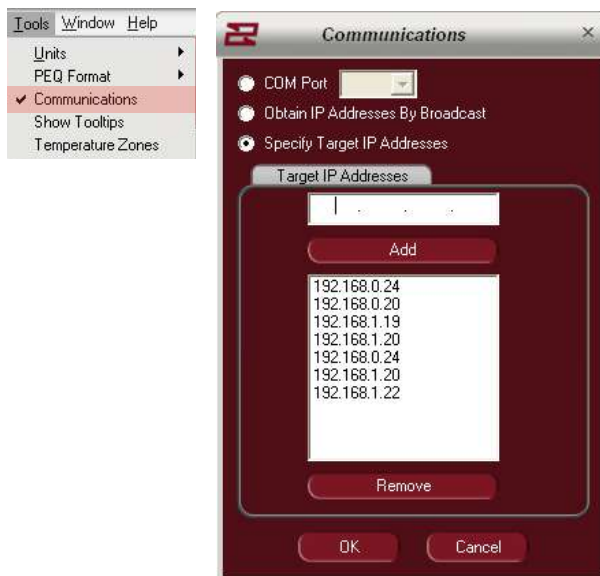 Tools Window Help
Units
PEQ Format
Communications
Show Tooltips
Temperature Zones
Communications
COM Port
Obtain IP Addresses By Broadcast
Specify Target IP Addresses
Target IP Addresses
. . .
Add
192.168.0.24
192.168.0.20
192.168.1.19
192.168.1.20
192.168.0.24
192.168.1.20
192.168.1.22
Remove
OK Cancel